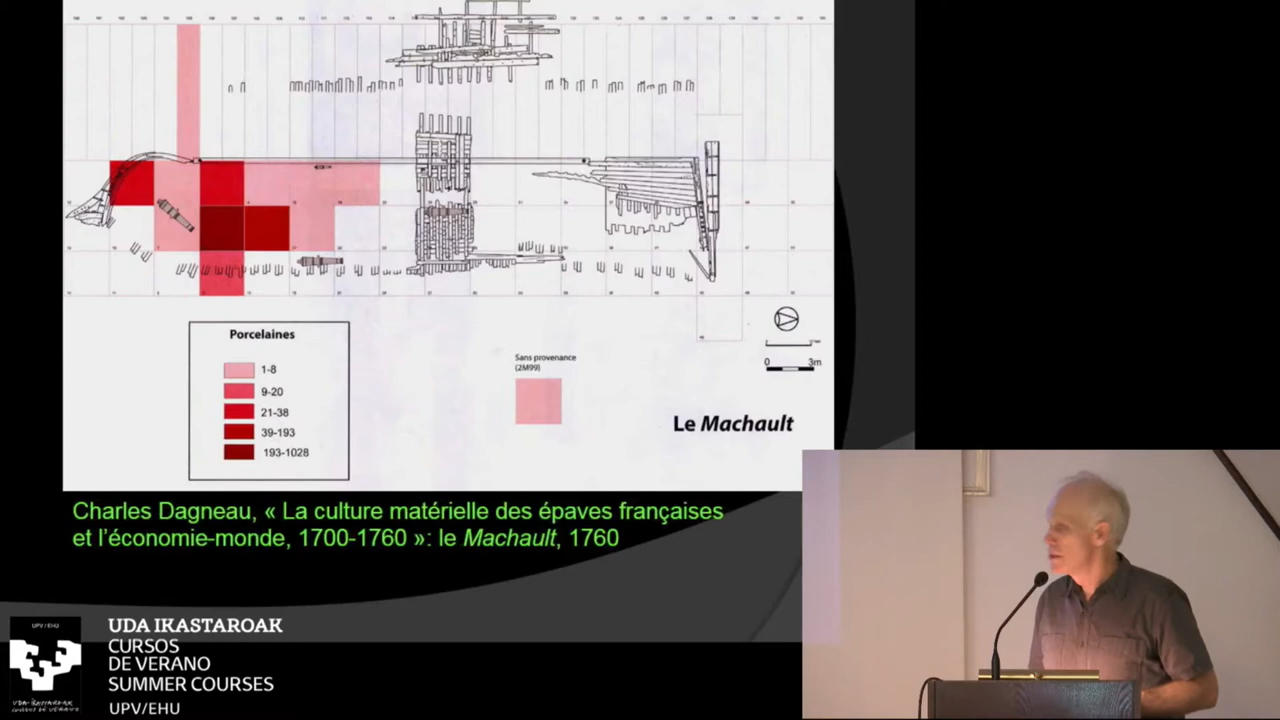 Porcelaines
1-8
9-20
21-38
39-193
193-1028
Sans provenance
(2M99)
0 3m
Le Machault
Charles Dagneau, « La culture matérielle des épaves françaises
et l'économie-monde, 1700-1760 »: le Machault, 1760
UPV / EHU
UDA IKASTAROAK
CURSOS
DE VERANO
SUMMER COURSES
UPV/EHU